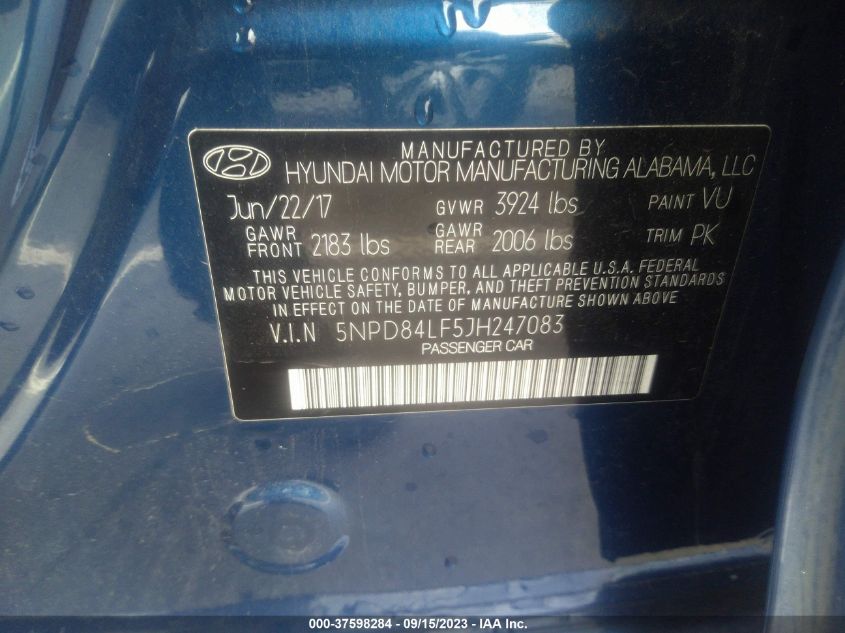 MANUFACTURED BY
HYUNDAI MOTOR MANUFACTURING ALABAMA, LLC
Jun/22/17 GVWR 3924 lbs PAINT VU
GAWR FRONT 2183 lbs GAWR REAR 2006 lbs TRIM PK
THIS VEHICLE CONFORMS TO ALL APPLICABLE U.S.A. FEDERAL
MOTOR VEHICLE SAFETY, BUMPER, AND THEFT PREVENTION STANDARDS
IN EFFECT ON THE DATE OF MANUFACTURE SHOWN ABOVE
V.I.N 5NPD84LF5JH247083
PASSENGER CAR
000-37598284 - 09/15/2023 - IAA Inc.